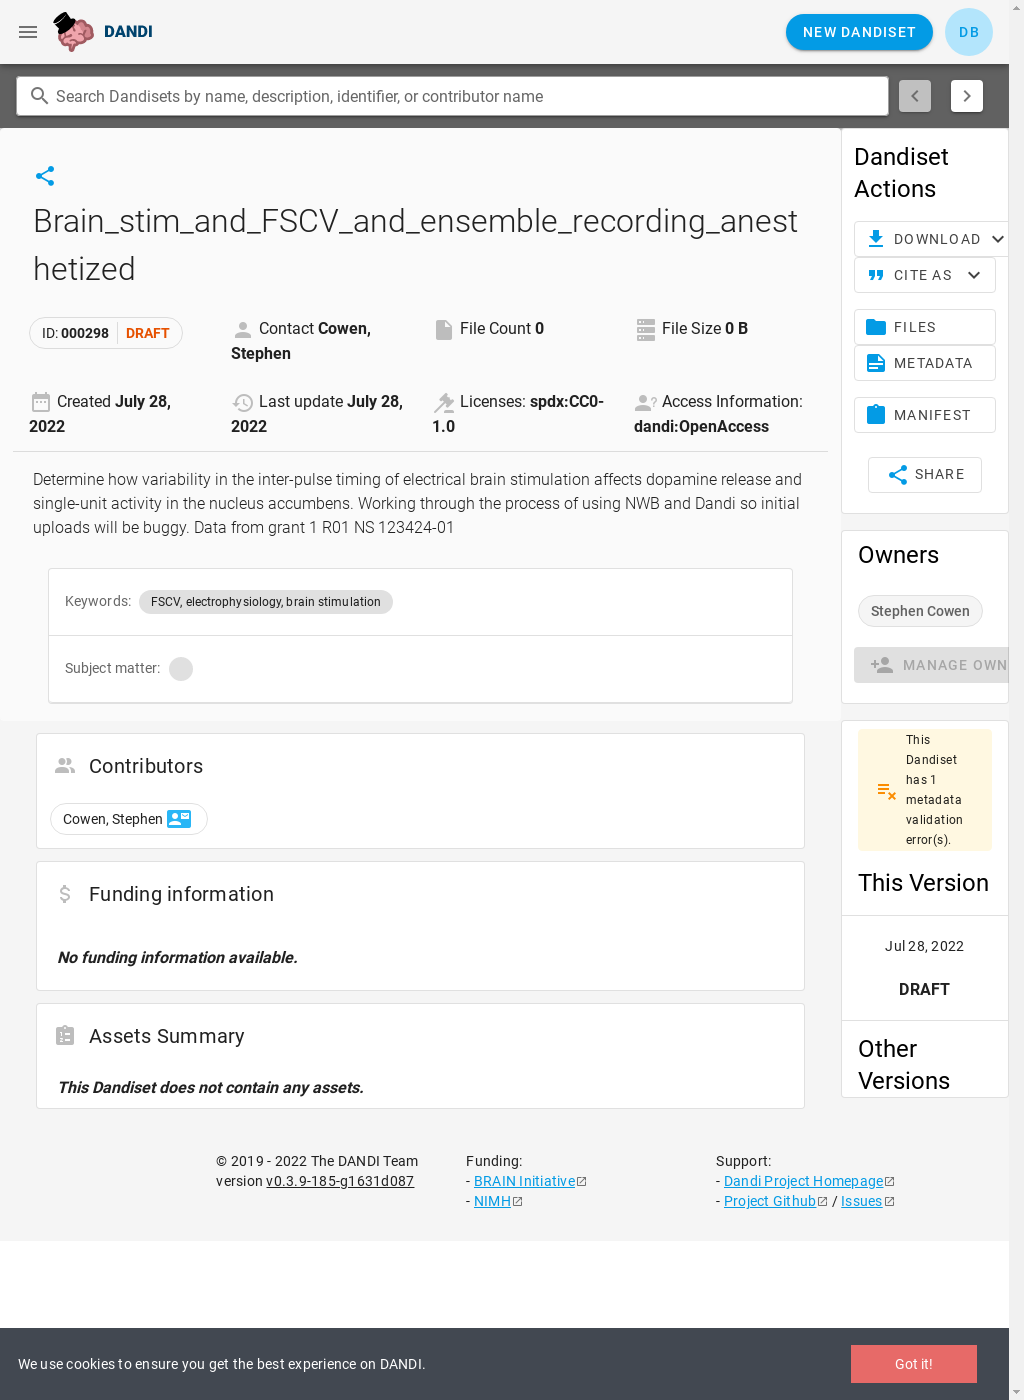 DANDI
NEW DANDISET
DB
Search Dandisets by name, description, identifier, or contributor name
Brain_stim_and_FSCV_and_ensemble_recording_anest
hetized
ID: 000298 DRAFT
Contact Cowen,
Stephen
File Count 0
File Size 0 B
Created July 28,
2022
Last update July 28,
2022
Licenses: spdx:CC0-
1.0
Access Information:
dandi:OpenAccess
Determine how variability in the inter-pulse timing of electrical brain stimulation affects dopamine release and
single-unit activity in the nucleus accumbens. Working through the process of using NWB and Dandi so initial
uploads will be buggy. Data from grant 1 R01 NS 123424-01
Keywords: FSCV, electrophysiology, brain stimulation
Subject matter:
Contributors
Cowen, Stephen
Funding information
No funding information available.
Assets Summary
This Dandiset does not contain any assets.
Dandiset
Actions
DOWNLOAD
CITE AS
FILES
METADATA
MANIFEST
SHARE
Owners
Stephen Cowen
MANAGE OWN
This
Dandiset
has 1
metadata
validation
error(s).
This Version
Jul 28, 2022
DRAFT
Other
Versions
© 2019 - 2022 The DANDI Team
version v0.3.9-185-g1631d087
Funding:
- BRAIN Initiative
- NIMH
Support:
- Dandi Project Homepage
- Project Github / Issues
We use cookies to ensure you get the best experience on DANDI.
Got it!